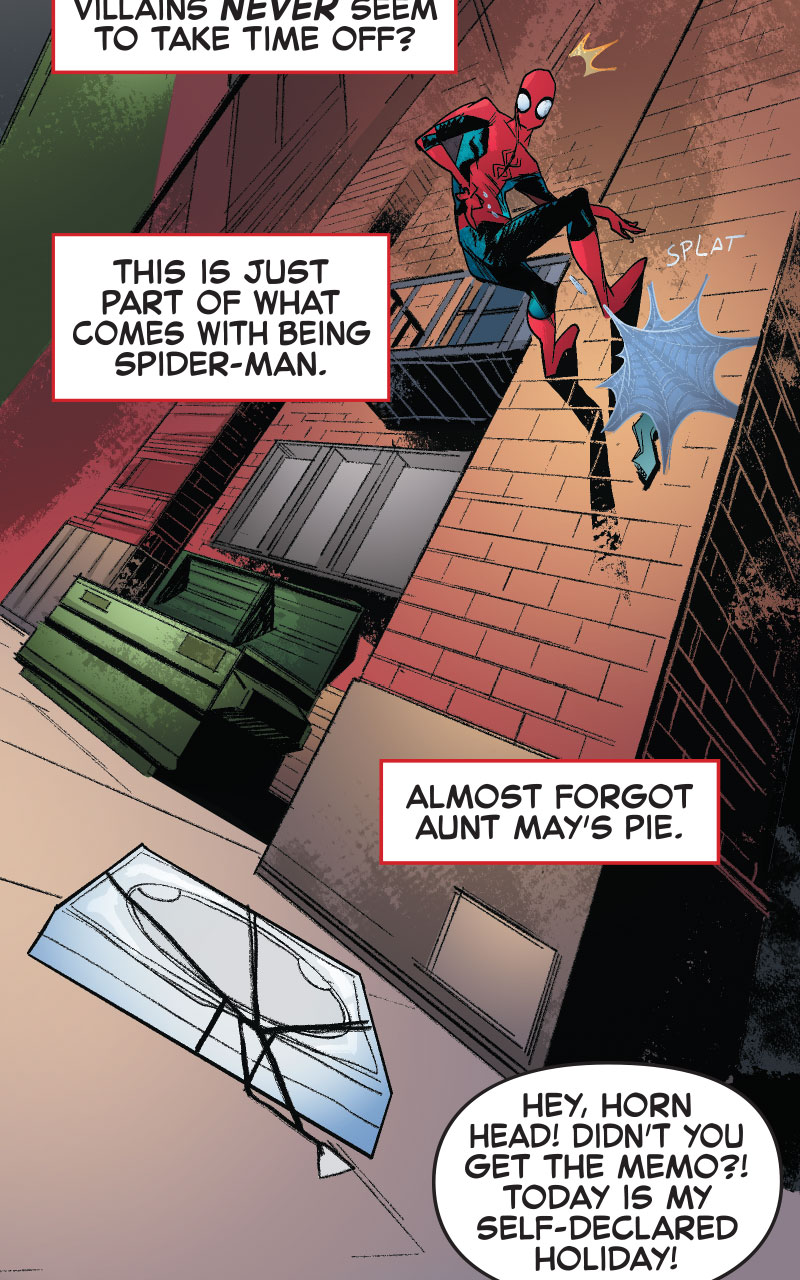 VILLAINS NEVER SEEM
TO TAKE TIME OFF?
SPLAT
THIS IS JUST
PART OF WHAT
COMES WITH BEING
SPIDER-MAN.
ALMOST FORGOT
AUNT MAY'S PIE.
HEY, HORN
HEAD! DIDN'T YOU
GET THE MEMO?!
TODAY IS MY
SELF-DECLARED
HOLIDAY!